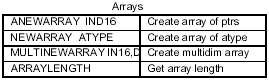 Arrays
ANEWARRAY IND16 Create array of ptrs
NEWARRAY ATYPE Create array of atype
MULTINEWARRAY IN16,D Create multidim array
ARRAYLENGTH Get array length